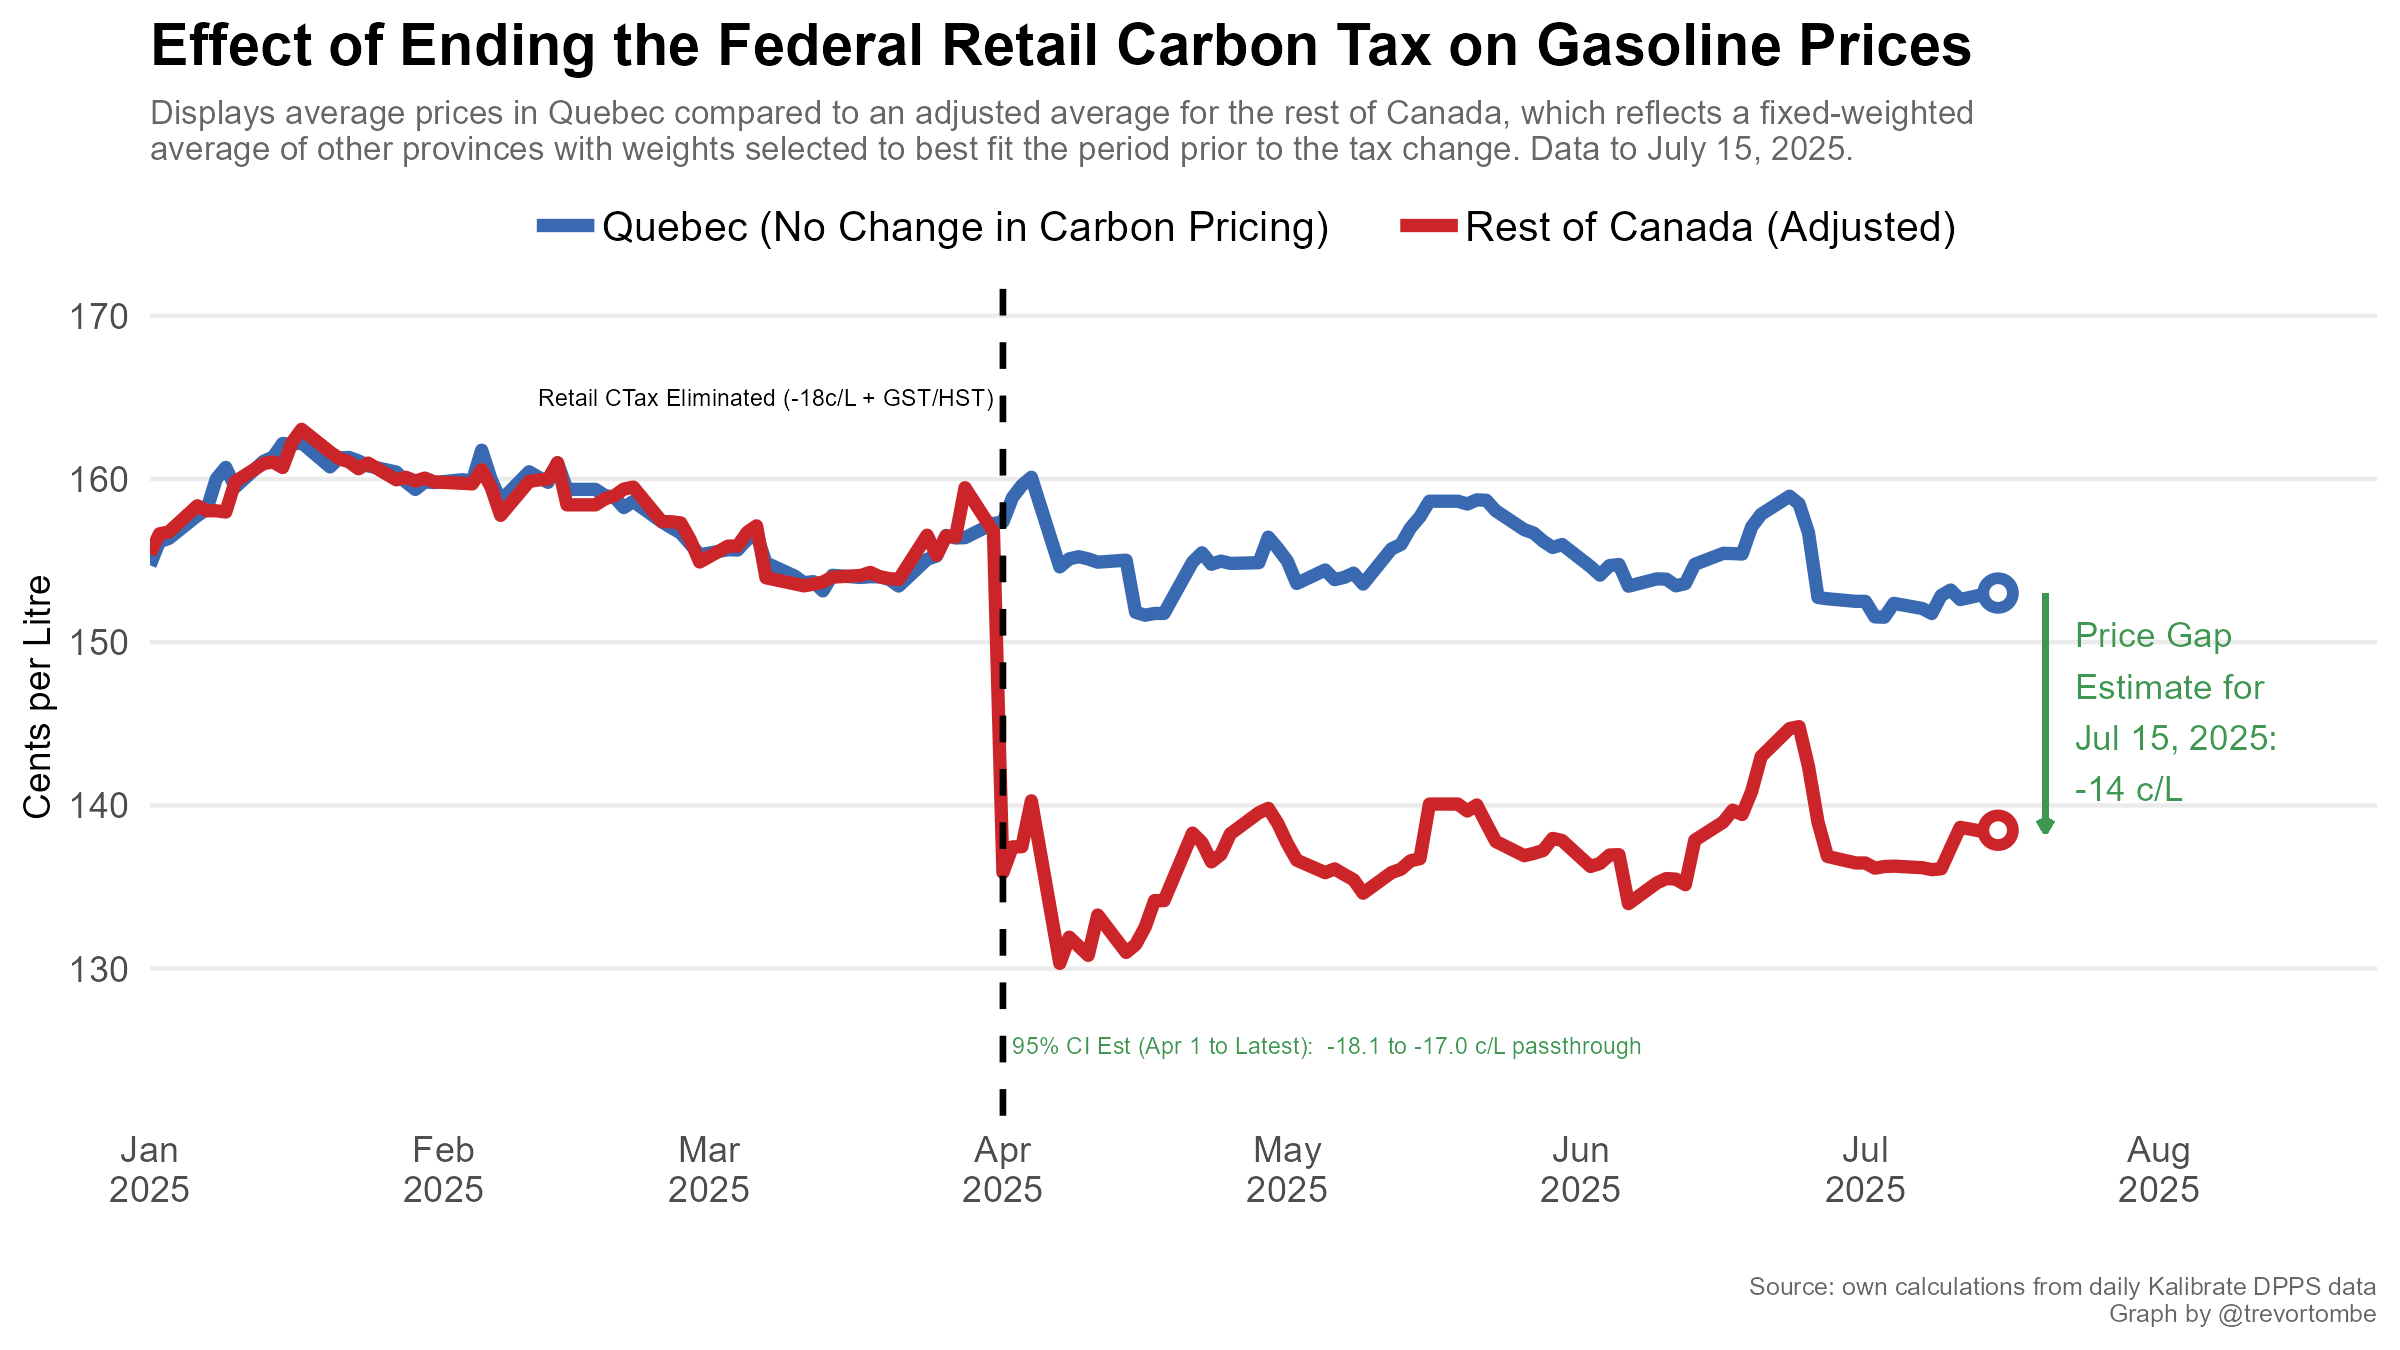 Effect of Ending the Federal Retail Carbon Tax on Gasoline Prices
Displays average prices in Quebec compared to an adjusted average for the rest of Canada, which reflects a fixed-weighted
average of other provinces with weights selected to best fit the period prior to the tax change. Data to July 15, 2025.
Quebec (No Change in Carbon Pricing)
Rest of Canada (Adjusted)
Cents per Litre
170
160
150
140
130
Retail CTax Eliminated (-18c/L + GST/HST)
Price Gap
Estimate for
Jul 15, 2025:
-14 c/L
95% CI Est (Apr 1 to Latest):  -18.1 to -17.0 c/L passthrough
Jan
2025
Feb
2025
Mar
2025
Apr
2025
May
2025
Jun
2025
Jul
2025
Aug
2025
Source: own calculations from daily Kalibrate DPPS data
Graph by @trevortombe